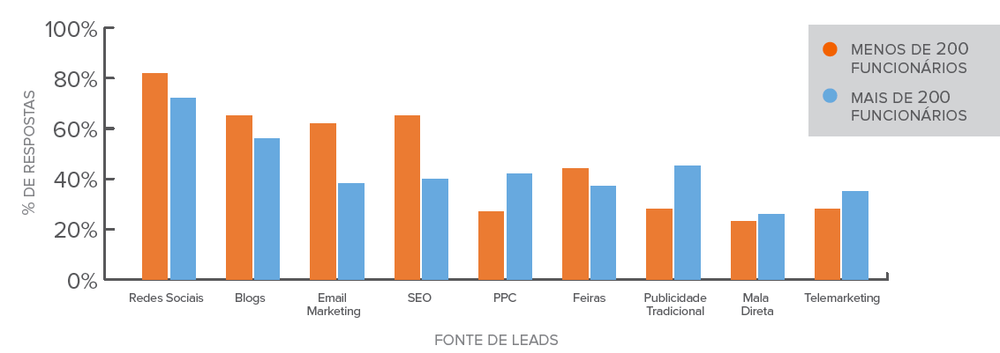 100%
80%
60%
40%
20%
0%
% DE RESPOSTAS
MENOS DE 200
FUNCIONÁRIOS
MAIS DE 200
FUNCIONÁRIOS
Redes Sociais
Blogs
Email
Marketing
SEO
PPC
Feiras
Publicidade
Tradicional
Mala
Direta
Telemarketing
FONTE DE LEADS